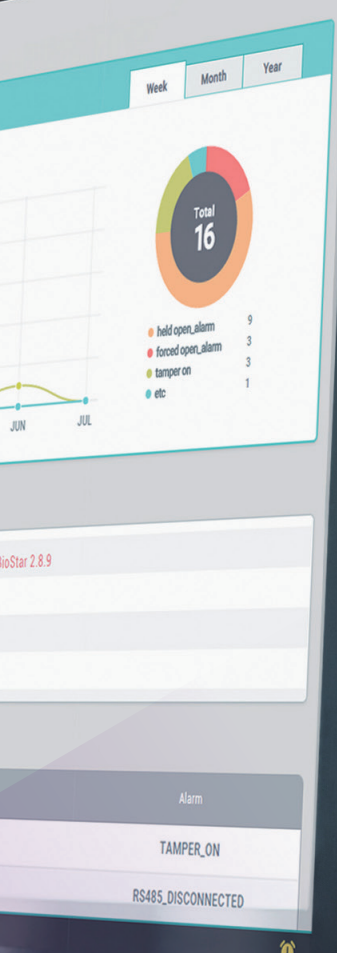 Week Month Year
Total
16
held open_alarm 9
forced open_alarm 3
tamper on 3
etc 1
JUN JUL
BioStar 2.8.9
Alarm
TAMPER_ON
RS485_DISCONNECTED